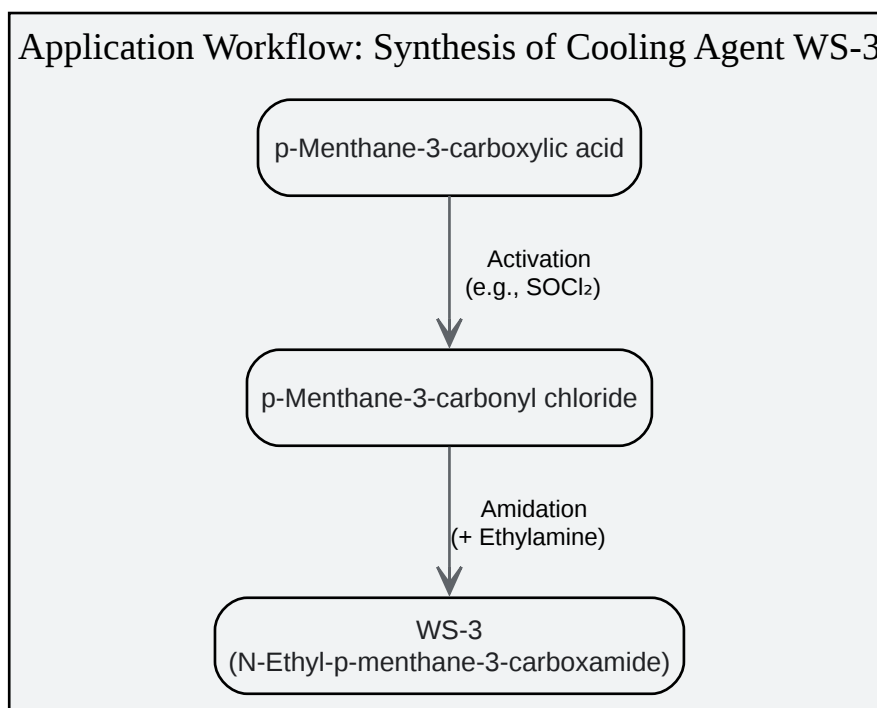 Application Workflow: Synthesis of Cooling Agent WS-3
p-Menthane-3-carboxylic acid
Activation
(e.g., SOCl₂)
p-Menthane-3-carbonyl chloride
Amidation
(+ Ethylamine)
WS-3
(N-Ethyl-p-menthane-3-carboxamide)